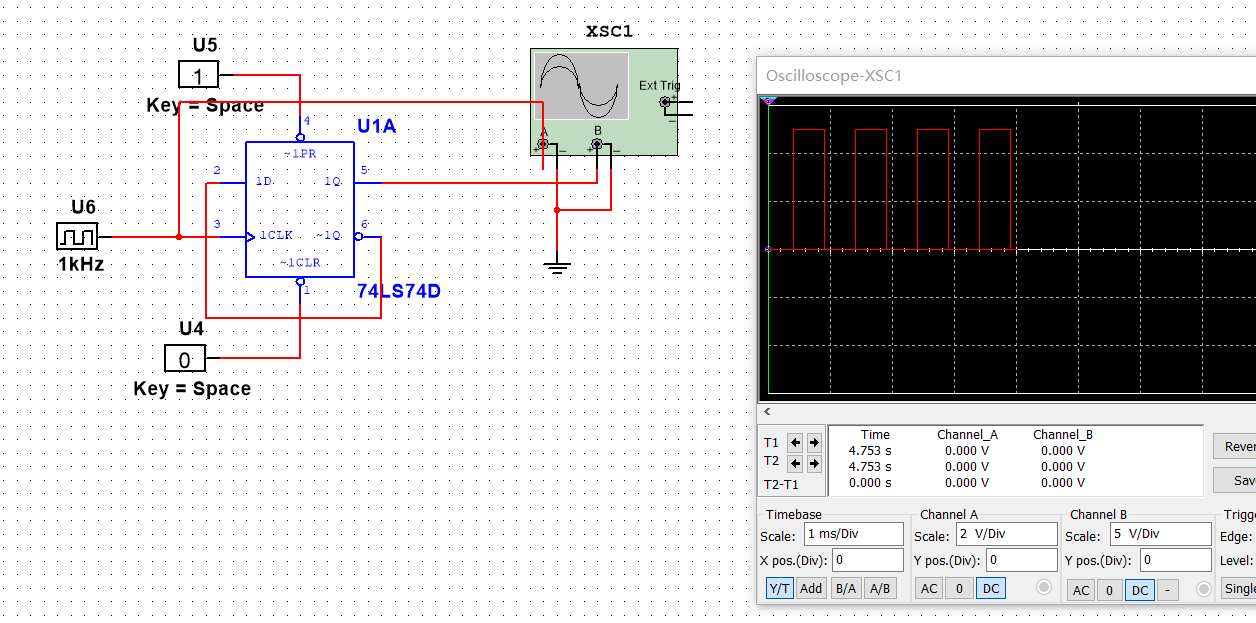 U5
1
Key = Space
XSC1
Ext Trig
+
−
A
B
+
−
+
−
4
U1A
~1PR
2
1D
1Q
5
U6
3
1CLK
~1Q
6
1kHz
~1CLR
1
74LS74D
U4
0
Key = Space
Oscilloscope-XSC1
<
Time Channel_A Channel_B
T1 4.753 s 0.000 V 0.000 V
T2 4.753 s 0.000 V 0.000 V
T2-T1 0.000 s 0.000 V 0.000 V
Rever
Sav
Timebase
Scale: 1 ms/Div
X pos.(Div): 0
Y/T Add B/A A/B
Channel A
Scale: 2 V/Div
Y pos.(Div): 0
AC 0 DC
Channel B
Scale: 5 V/Div
Y pos.(Div): 0
AC 0 DC -
Trigge
Edge:
Level:
Single